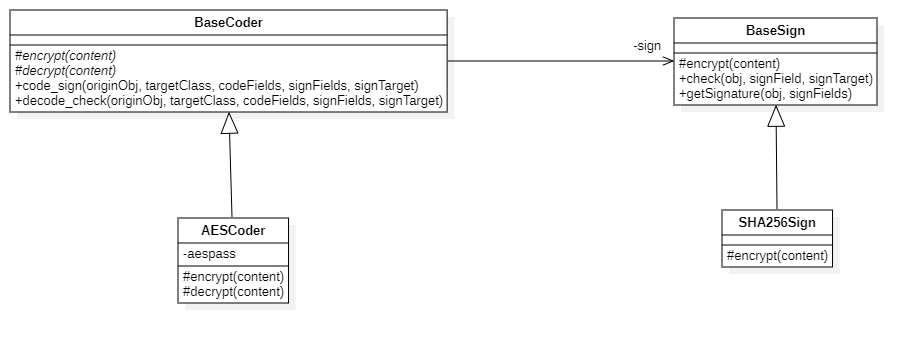 BaseCoder
#encrypt(content)
#decrypt(content)
+code_sign(originObj, targetClass, codeFields, signFields, signTarget)
+decode_check(originObj, targetClass, codeFields, signFields, signTarget)
-sign
BaseSign
#encrypt(content)
+check(obj, signField, signTarget)
+getSignature(obj, signFields)
AESCoder
-aespass
#encrypt(content)
#decrypt(content)
SHA256Sign
#encrypt(content)